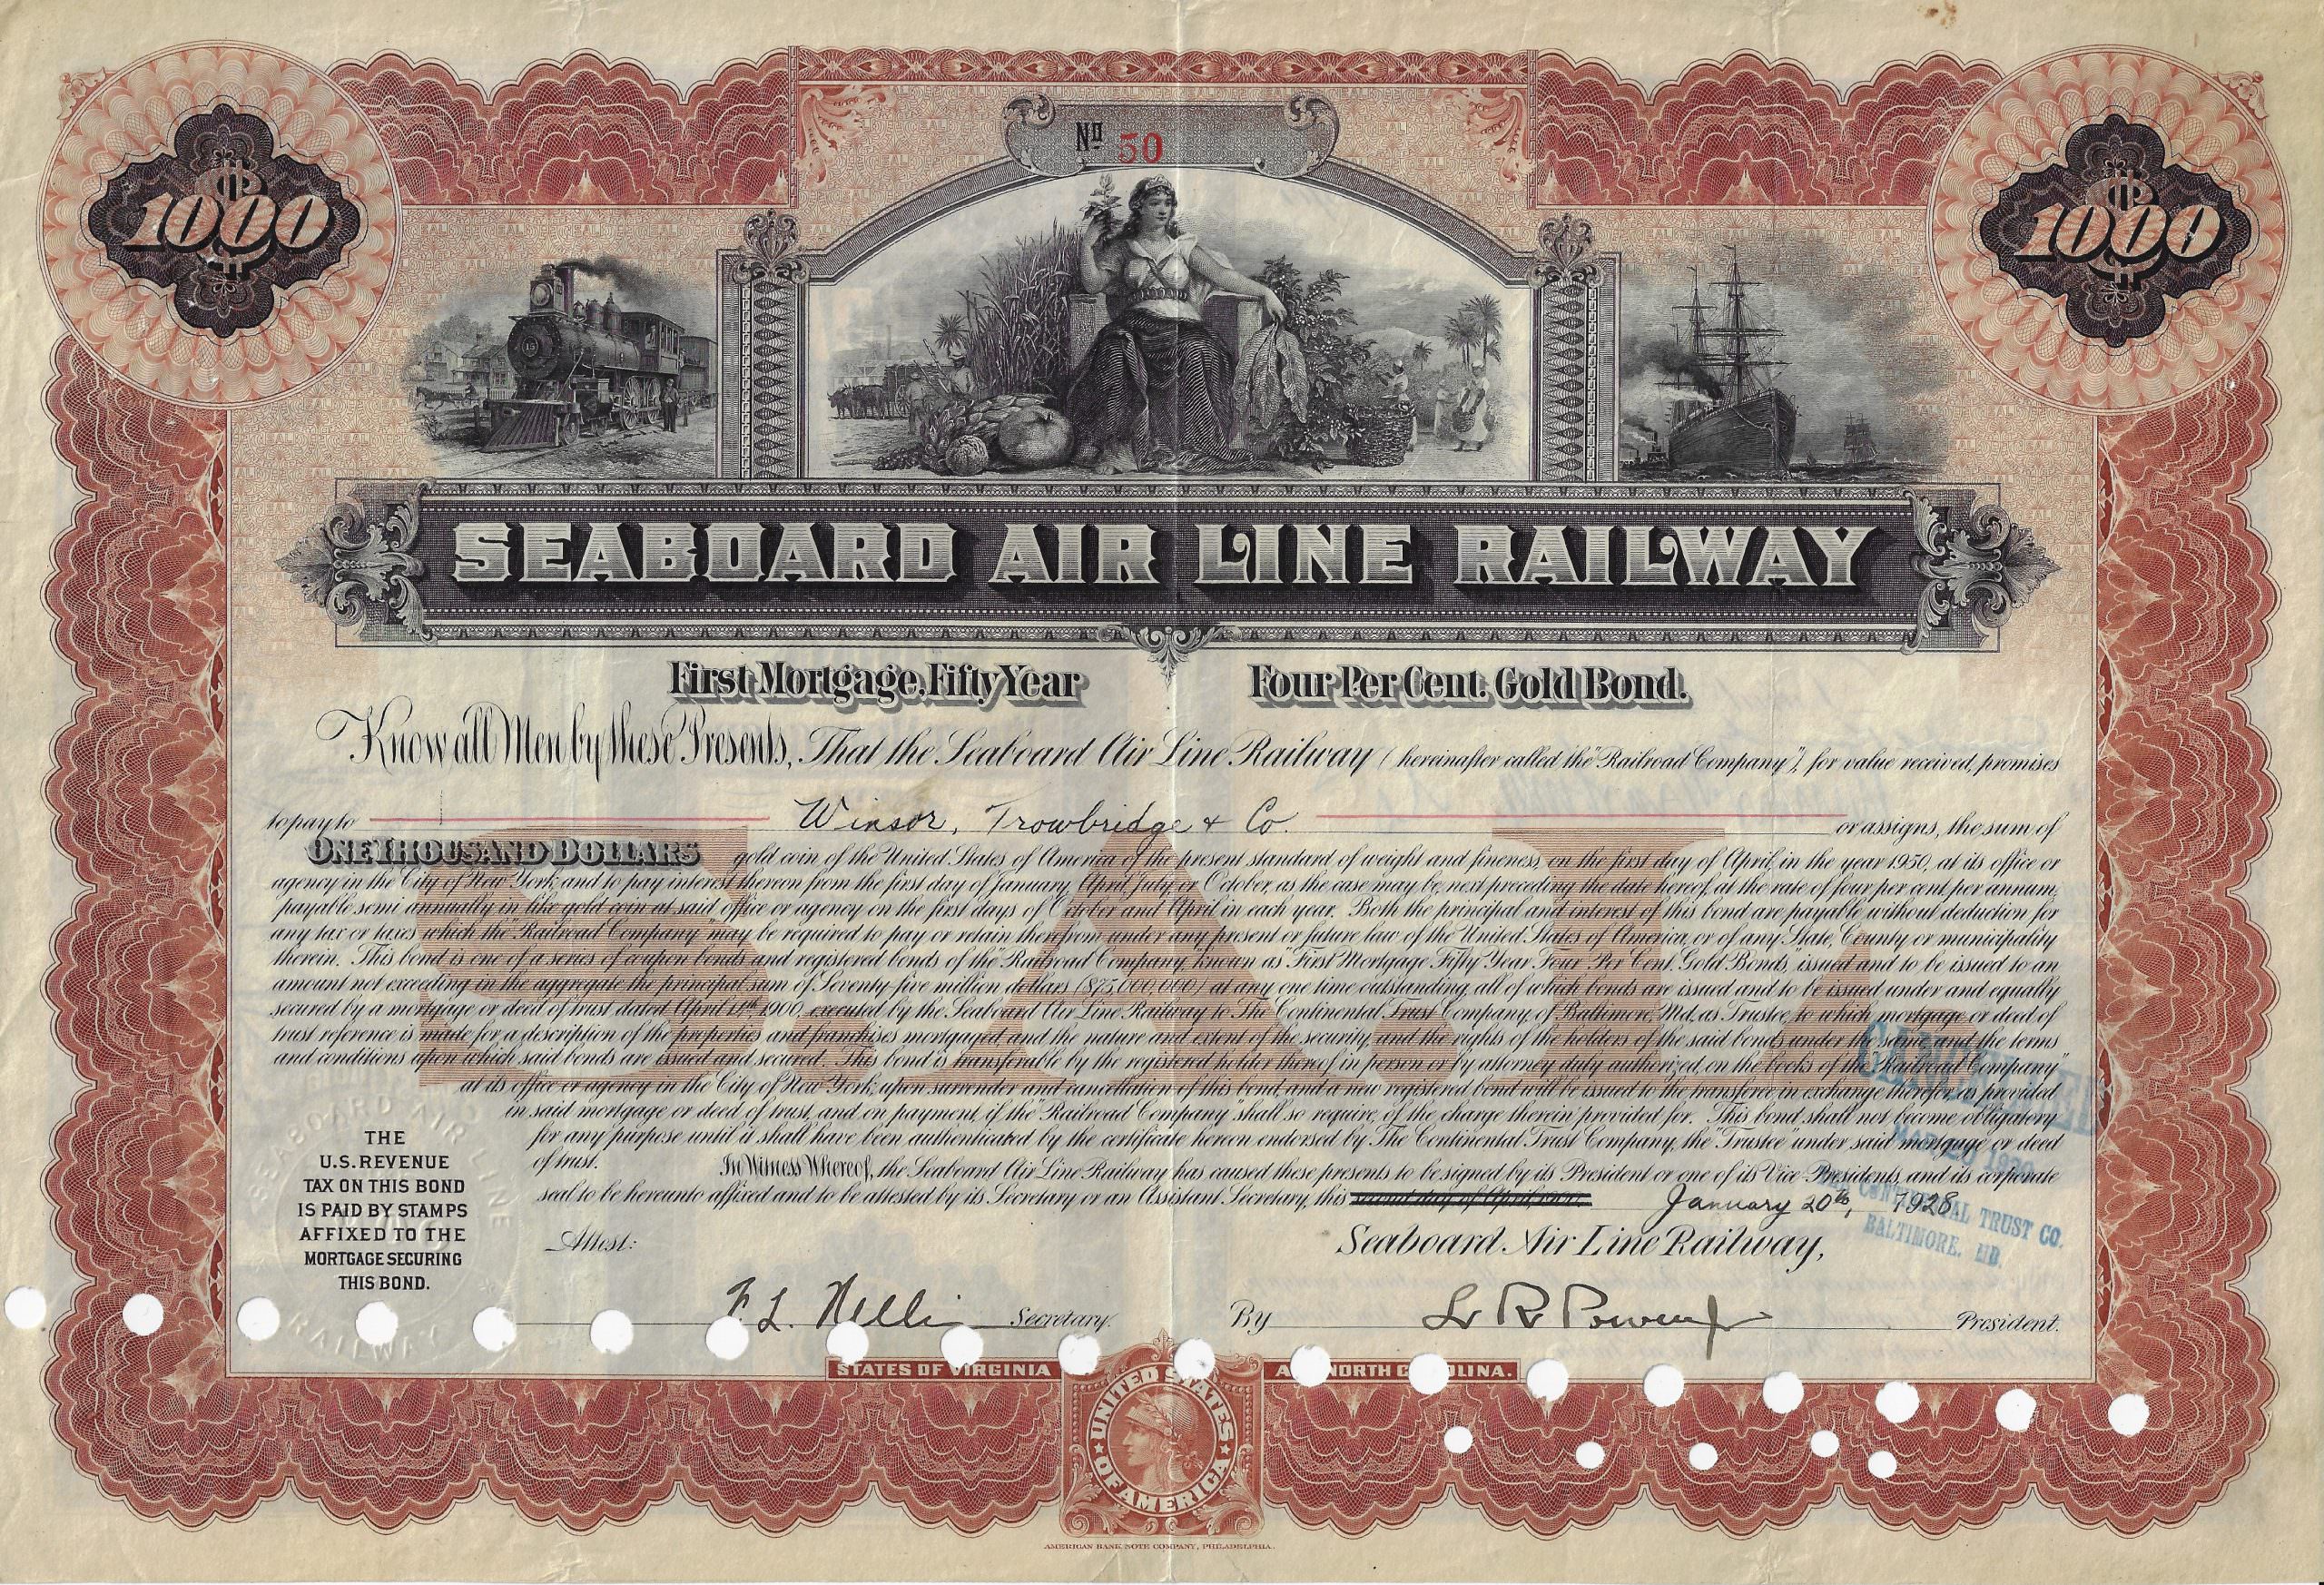 No 50
$1000
$1000
15
SEABOARD AIR LINE RAILWAY
First Mortgage, Fifty Year Four Per Cent. Gold Bond.
Know all Men by these Presents, That the Seaboard Air Line Railway (hereinafter called the "Railroad Company"), for value received, promises
to pay to Winsor, Trowbridge & Co. or assigns, the sum of
ONE THOUSAND DOLLARS gold coin of the United States of America of the present standard of weight and fineness, on the first day of April, in the year 1950, at its office or
agency in the City of New York, and to pay interest thereon from the first day of January, April, July or October, as the case may be, next preceding the date hereof, at the rate of four per cent, per annum,
payable semi annually in like gold coin at said office or agency on the first days of October and April in each year. Both the principal and interest of this bond are payable without deduction for
any tax or taxes which the "Railroad Company" may be required to pay or retain therefrom under any present or future law of the United States of America, or of any State, County or municipality
therein. This bond is one of a series of coupon bonds and registered bonds of the Railroad Company, known as First Mortgage Fifty Year Four Per Cent. Gold Bonds, issued and to be issued to an
amount not exceeding in the aggregate the principal sum of Seventy-five million dollars ($75,000,000) at any one time outstanding, all of which bonds are issued and to be issued under and equally
secured by a mortgage or deed of trust dated April 1900, executed by the Seaboard Air Line Railway to The Continental Trust Company, of Baltimore, Md., as Trustee, to which mortgage or deed of
trust reference is made for a description of the properties and franchises mortgaged and the nature and extent of the security, and the rights of the holders of the said bonds under the same, and the terms
and conditions upon which said bonds are issued and secured. This bond is transferable by the registered holder thereof in person or by attorney duly authorized, on the books of the "Railroad Company"
at its office or agency in the City of New York, upon surrender and cancellation of this bond, and a new registered bond will be issued to the transferee in exchange therefor, as provided
in said mortgage or deed of trust, and on payment, if the "Railroad Company" shall so require, of the charge therein provided for. This bond shall not become obligatory
for any purpose until it shall have been authenticated by the certificate hereon endorsed by The Continental Trust Company, the "Trustee" under said mortgage or deed
of trust. In Witness Whereof, the Seaboard Air Line Railway has caused these presents to be signed by its President or one of its Vice Presidents, and its corporate
seal to be hereunto affixed and to be attested by its Secretary or an Assistant Secretary, this January 20th, 1928
SAL
THE
U.S. REVENUE
TAX ON THIS BOND
IS PAID BY STAMPS
AFFIXED TO THE
MORTGAGE SECURING
THIS BOND.
SEABOARD AIR LINE
RAILWAY
CANCELLED
TRUST CO.
BALTIMORE, MD.
Attest:
Seaboard Air Line Railway,
Secretary.
By L R Powers Jr President.
STATES OF VIRGINIA AND NORTH CAROLINA.
UNITED STATES OF AMERICA
AMERICAN BANK NOTE COMPANY, PHILADELPHIA.